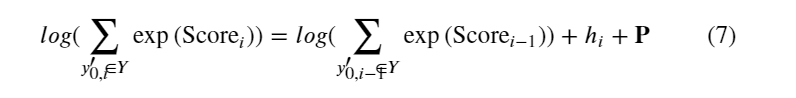 log( ∑ exp (Score_i)) = log( ∑ exp (Score_{i−1})) + h_i + P (7)
y′_{0,i}∈Y y′_{0,i−1}∈Y